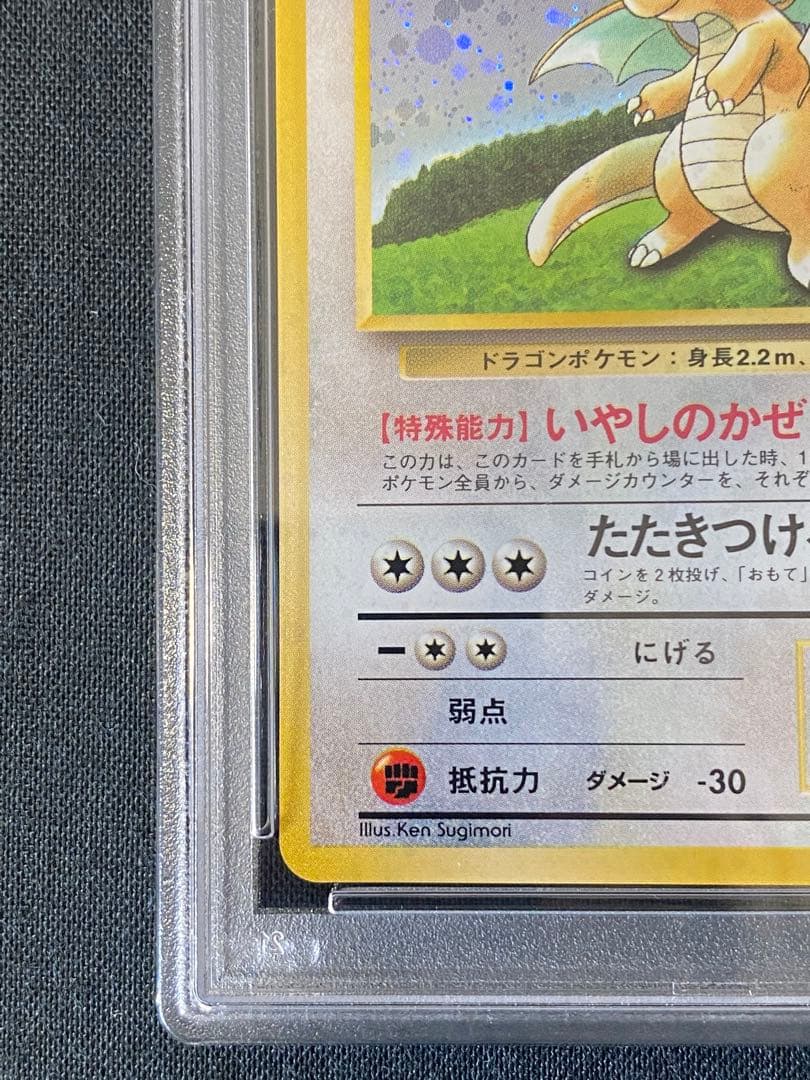 ドラゴンポケモン：身長2.2m、
【特殊能力】いやしのかぜ
この力は、このカードを手札から場に出した時、1
ポケモン全員から、ダメージカウンターを、それぞ
たたきつけ
コインを2枚投げ、「おもて」
ダメージ。
にげる
弱点
抵抗力 ダメージ -30
Illus. Ken Sugimori